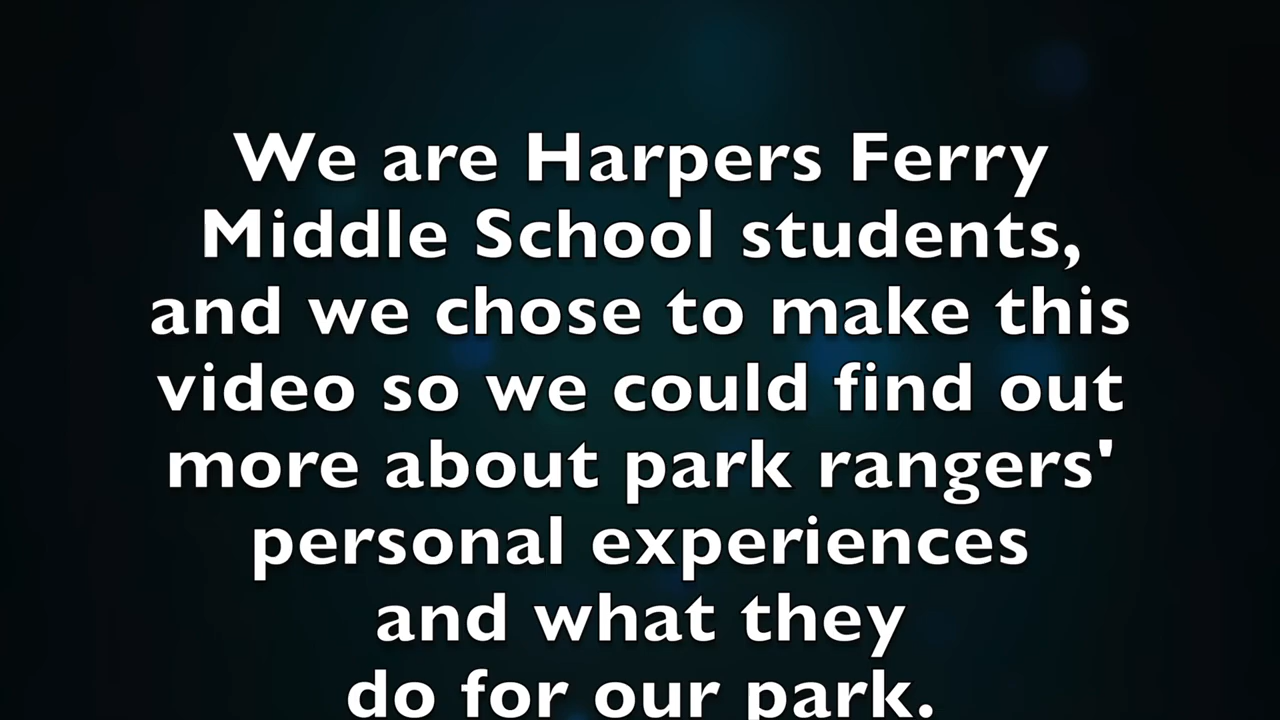 We are Harpers Ferry
Middle School students,
and we chose to make this
video so we could find out
more about park rangers'
personal experiences
and what they
do for our park.